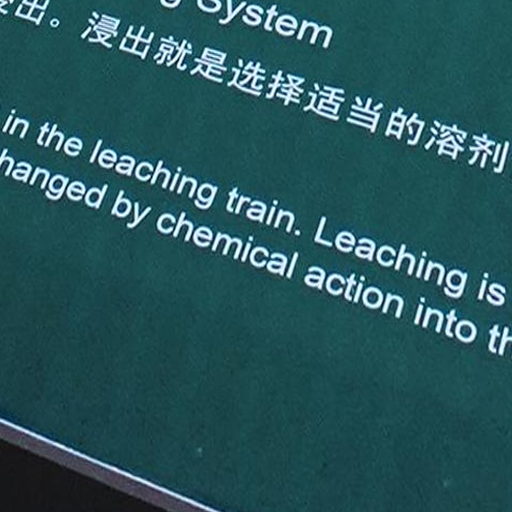 System
出。浸出就是选择适当的溶剂
in the leaching train. Leaching is
hanged by chemical action into th